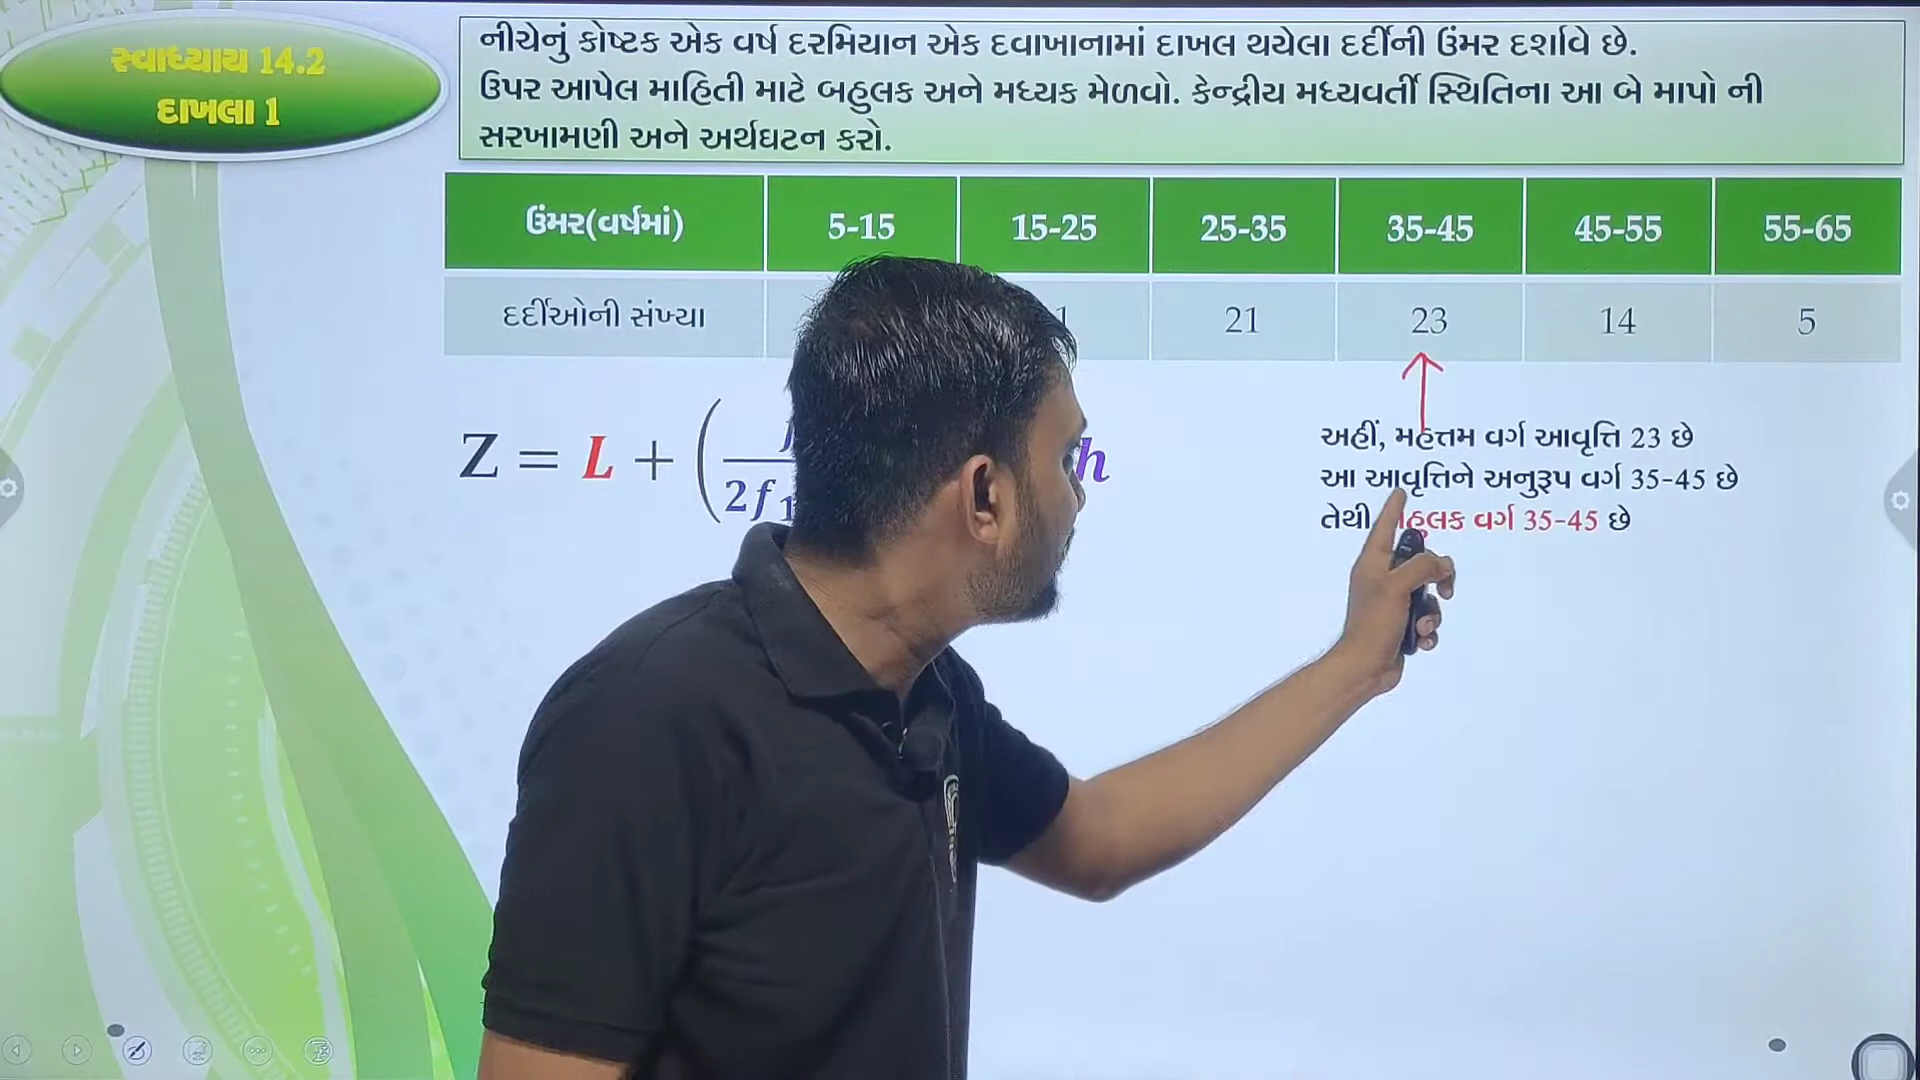 સ્વાધ્યાય 14.2
દાખલા 1
નીચેનું કોષ્ટક એક વર્ષ દરમિયાન એક દવાખાનામાં દાખલ થયેલા દર્દીની ઉંમર દર્શાવે છે.
ઉપર આપેલ માહિતી માટે બહુલક અને મધ્યક મેળવો. કેન્દ્રીય મધ્યવર્તી સ્થિતિના આ બે માપો ની
સરખામણી અને અર્થઘટન કરો.
ઉંમર(વર્ષમાં) 5-15 15-25 25-35 35-45 45-55 55-65
દર્દીઓની સંખ્યા 21 23 14 5
Z = L + ( 2f₁ h
અહીં, મહત્તમ વર્ગ આવૃત્તિ 23 છે
આ આવૃત્તિને અનુરૂપ વર્ગ 35-45 છે
તેથી, વર્ગ 35-45 છે